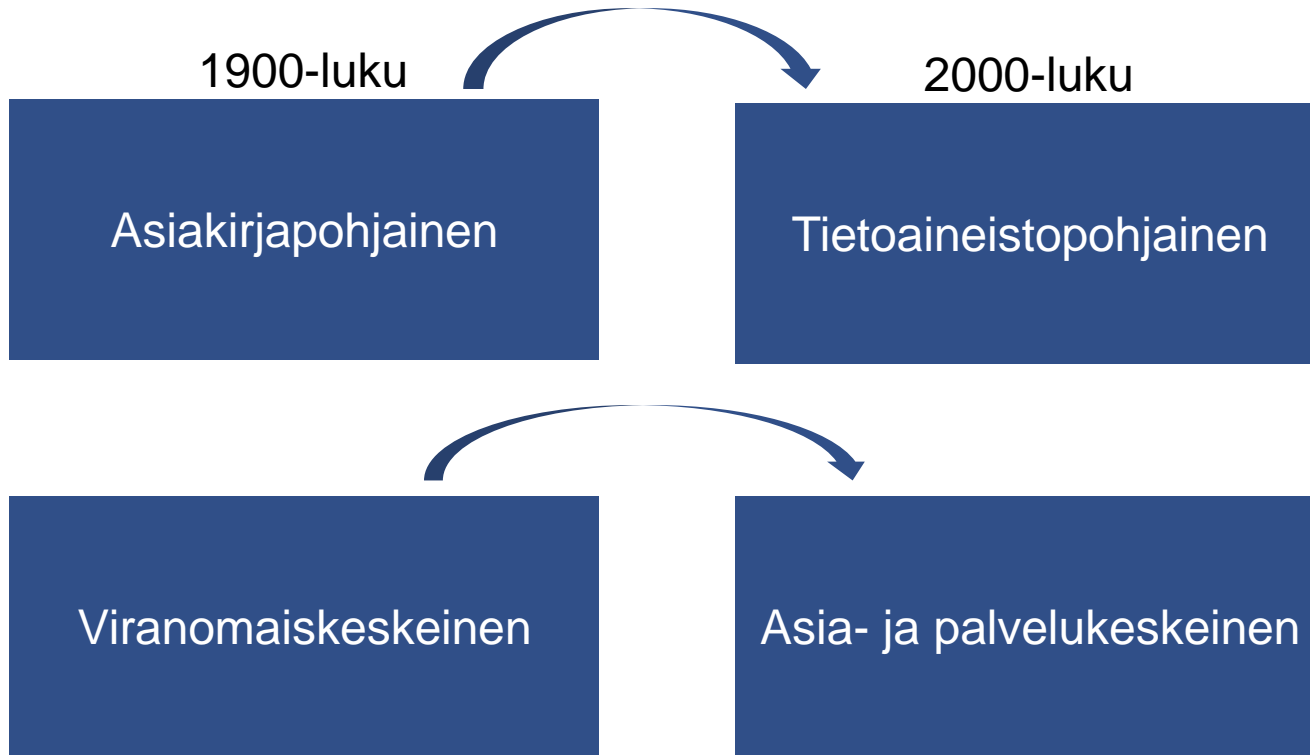 1900-luku
2000-luku
Asiakirjapohjainen
Tietoaineistopohjainen
Viranomaiskeskeinen
Asia- ja palvelukeskeinen